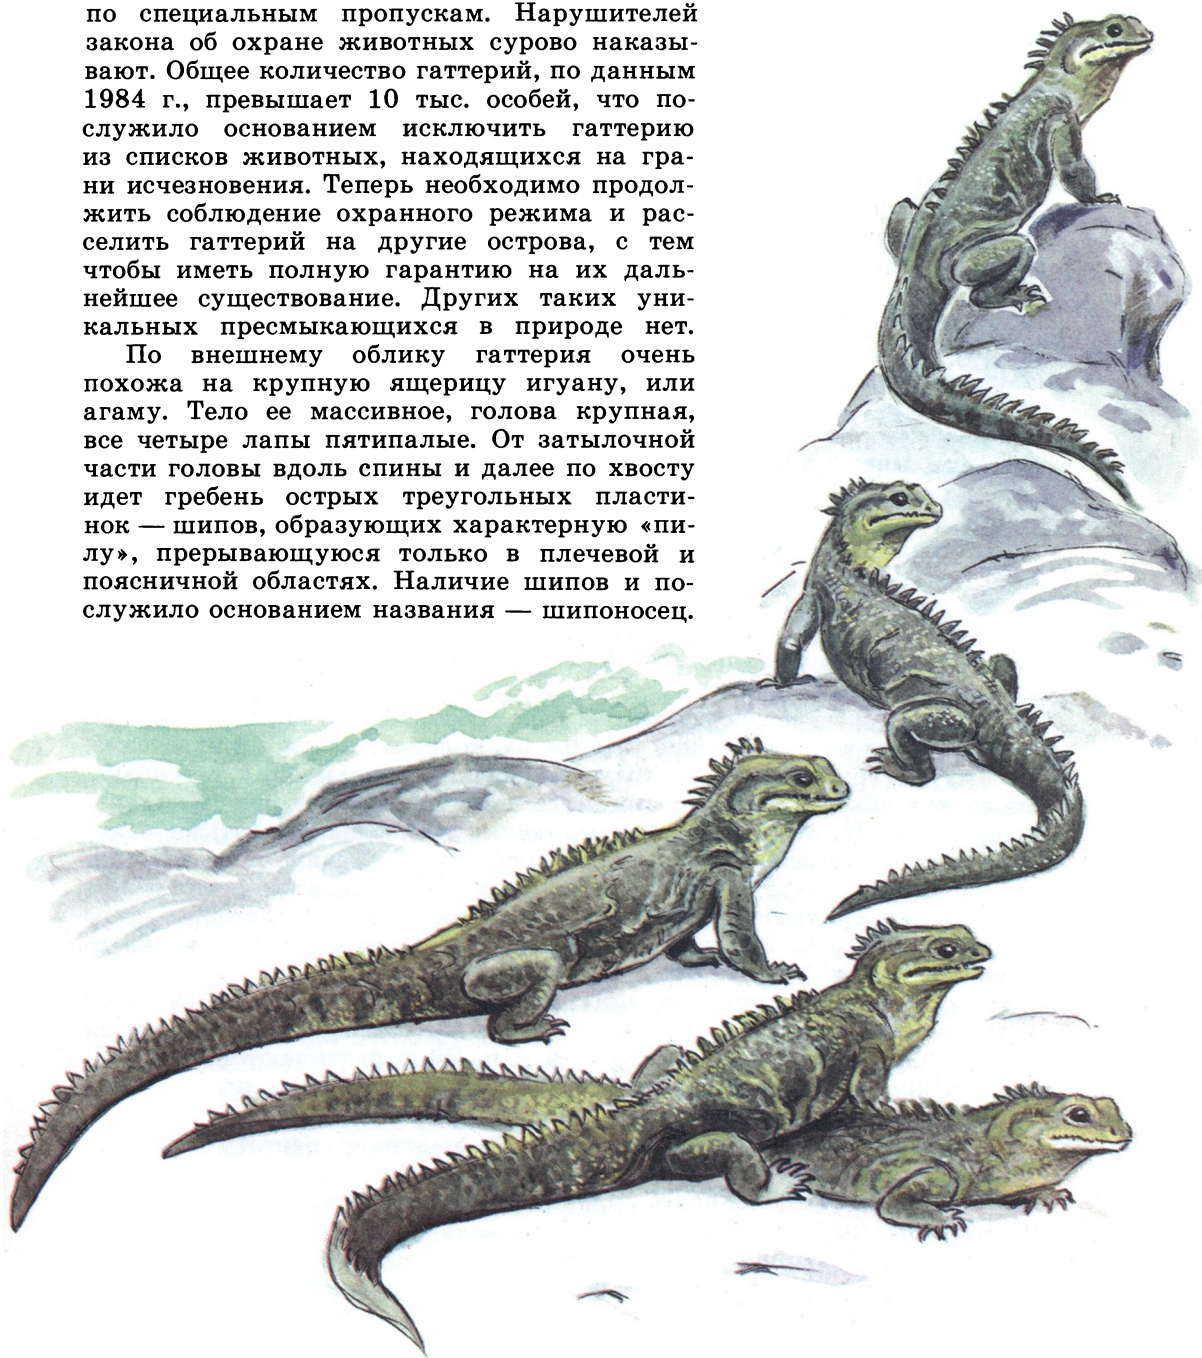 по специальным пропускам. Нарушителей
закона об охране животных сурово наказы-
вают. Общее количество гаттерий, по данным
1984 г., превышает 10 тыс. особей, что по-
служило основанием исключить гаттерию
из списков животных, находящихся на гра-
ни исчезновения. Теперь необходимо продол-
жить соблюдение охранного режима и рас-
селить гаттерий на другие острова, с тем
чтобы иметь полную гарантию на их даль-
нейшее существование. Других таких уни-
кальных пресмыкающихся в природе нет.
По внешнему облику гаттерия очень
похожа на крупную ящерицу игуану, или
агаму. Тело ее массивное, голова крупная,
все четыре лапы пятипалые. От затылочной
части головы вдоль спины и далее по хвосту
идет гребень острых треугольных пласти-
нок — шипов, образующих характерную «пи-
лу», прерывающуюся только в плечевой и
поясничной областях. Наличие шипов и по-
служило основанием названия — шипоносец.